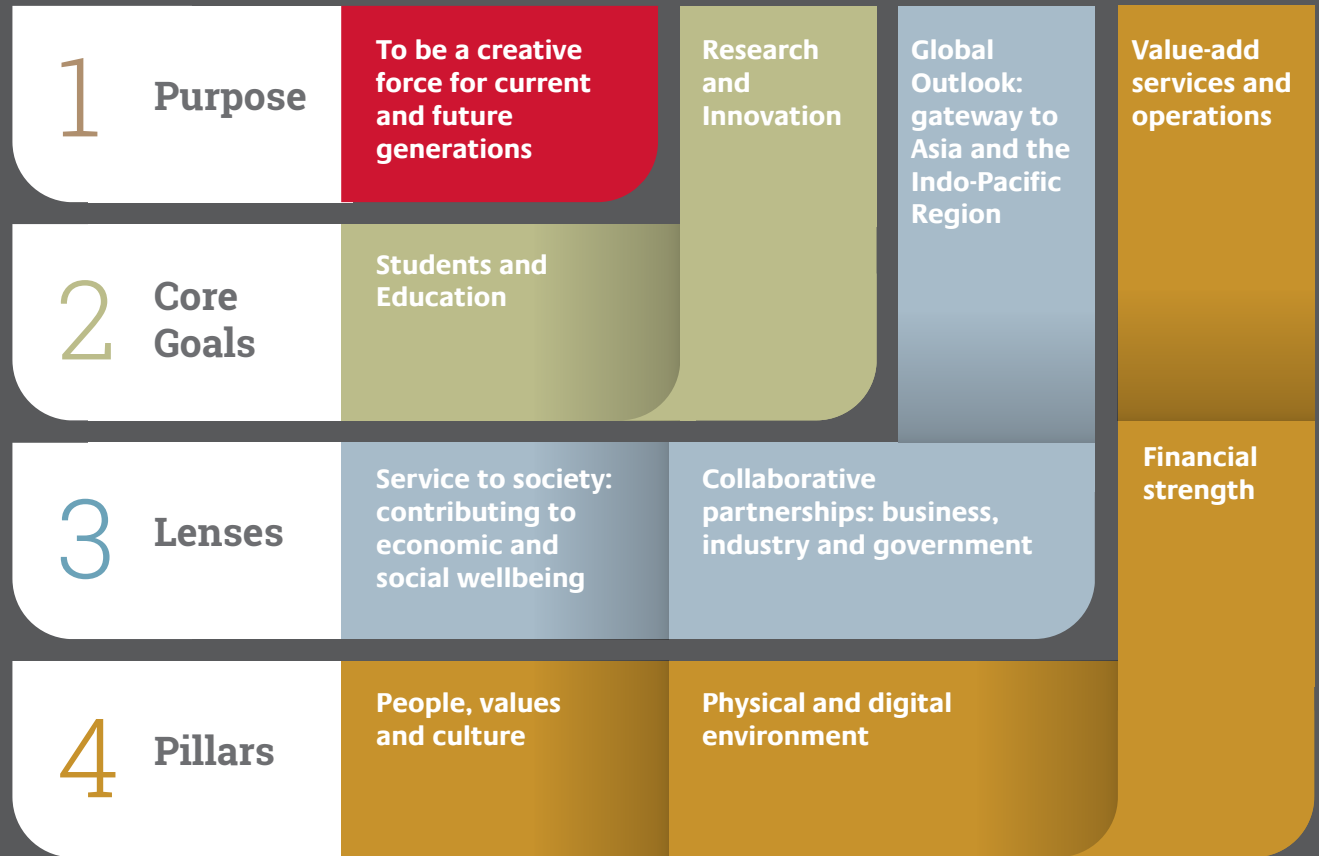 1
Purpose
To be a creative
force for current
and future
generations
Research
and
Innovation
Global
Outlook:
gateway to
Asia and the
Indo-Pacific
Region
Value-add
services and
operations
2
Core
Goals
Students and
Education
3
Lenses
Service to society:
contributing to
economic and
social wellbeing
Collaborative
partnerships: business,
industry and government
Financial
strength
4
Pillars
People, values
and culture
Physical and digital
environment